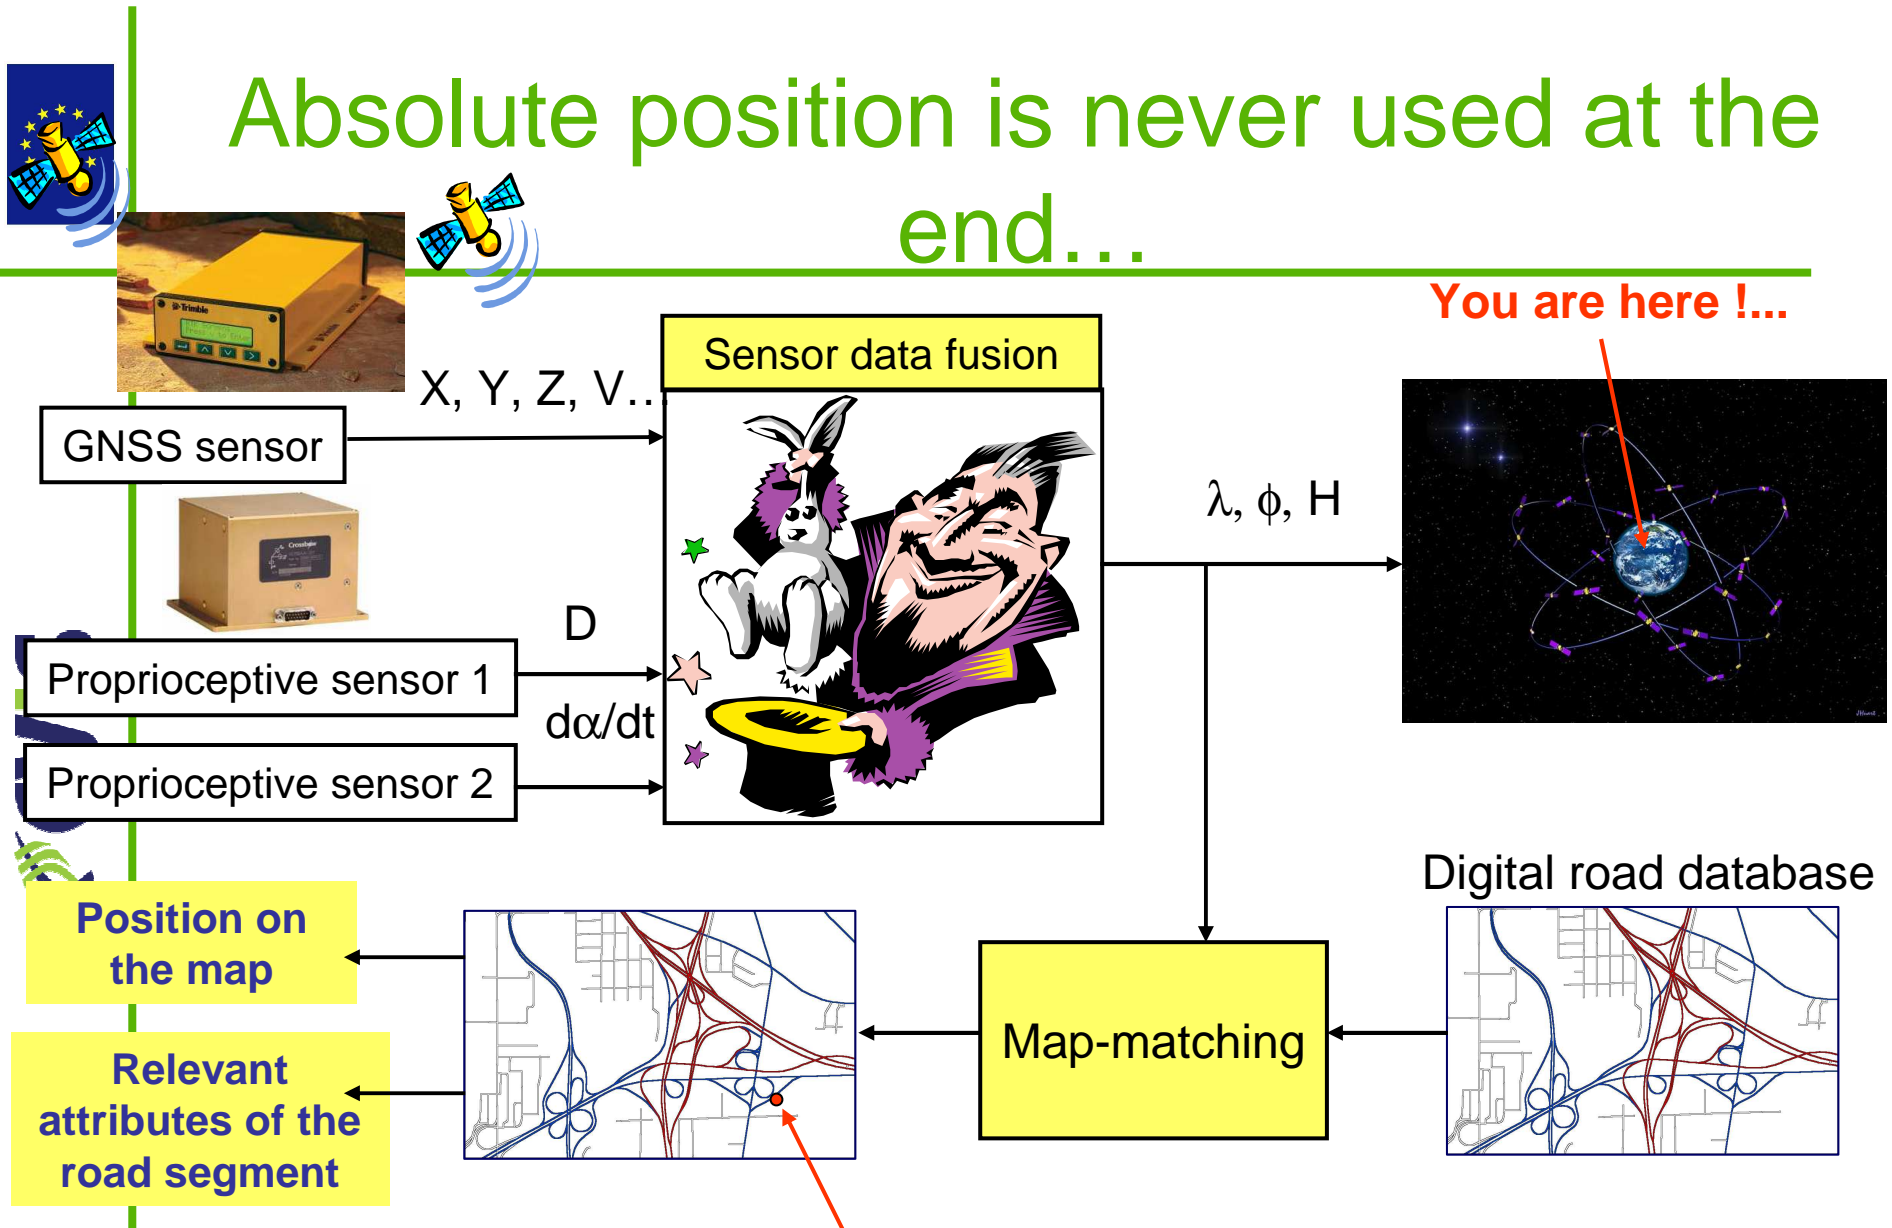 Absolute position is never used at the
end…
You are here !...
Trimble
Sensor data fusion
X, Y, Z, V…
GNSS sensor
λ, ϕ, H
Crossbow
D
Proprioceptive sensor 1
dα/dt
Proprioceptive sensor 2
Digital road database
Position on
the map
Map-matching
Relevant
attributes of the
road segment